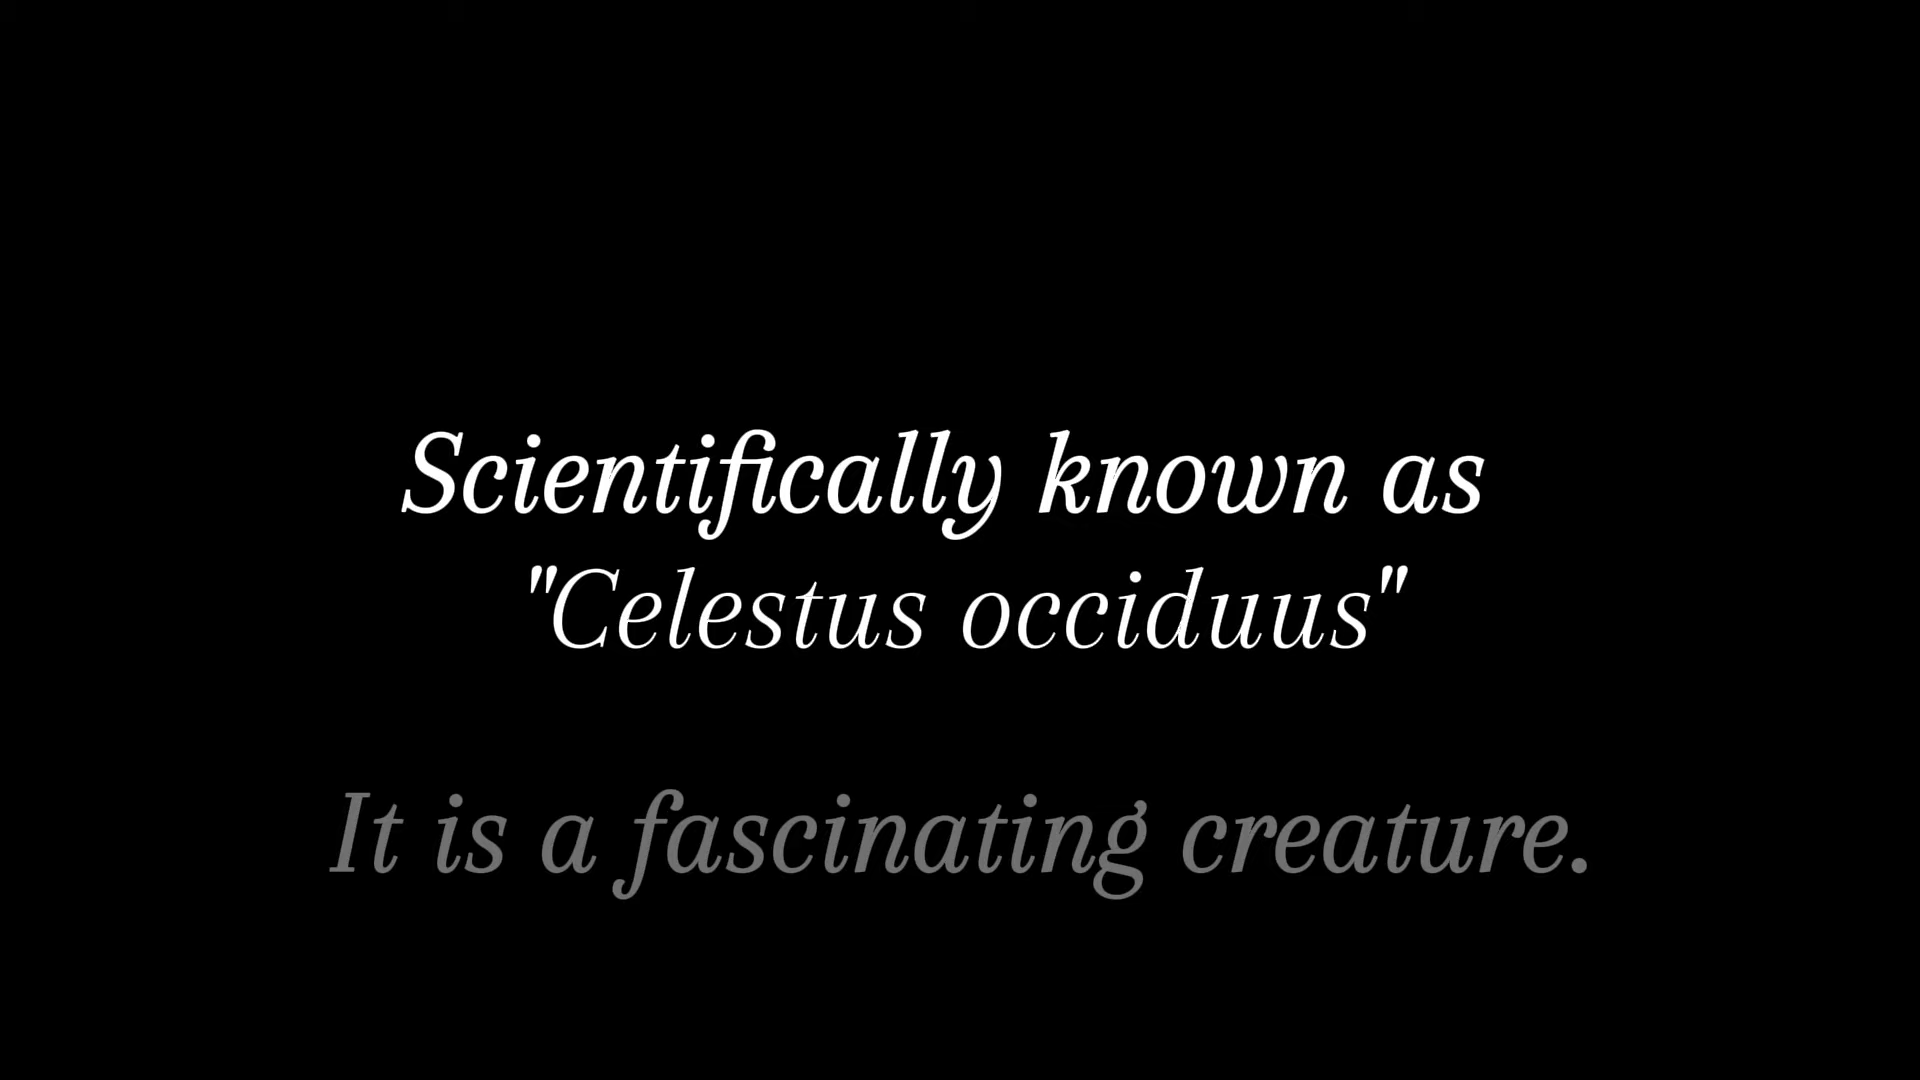 Scientifically known as
"Celestus occiduus"
It is a fascinating creature.